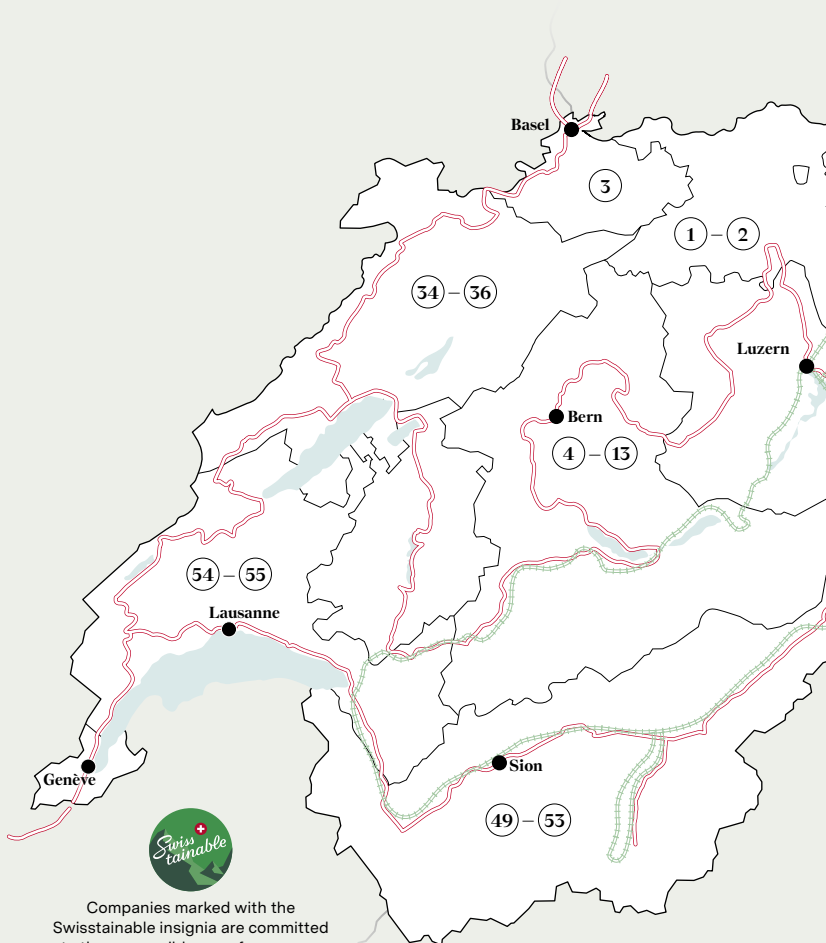 Basel
3
1 – 2
34 – 36
Luzern
Bern
4 – 13
54 – 55
Lausanne
Sion
Genève
49 – 53
Swiss
tainable
Companies marked with the
Swisstainable insignia are committed